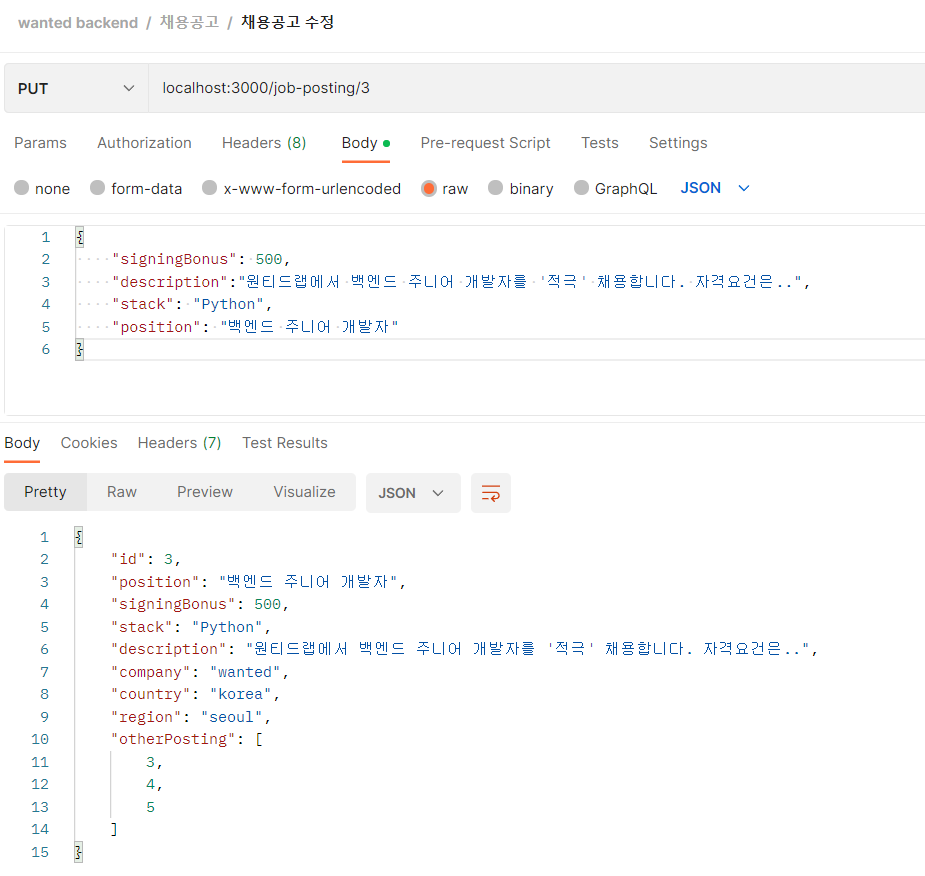 wanted backend / 채용공고 / 채용공고 수정
PUT localhost:3000/job-posting/3
Params Authorization Headers (8) Body Pre-request Script Tests Settings
none form-data x-www-form-urlencoded raw binary GraphQL JSON
1 {
2 ····"signingBonus":·500,
3 ····"description":"원티드랩에서·백엔드·주니어·개발자를·'적극'·채용합니다.·자격요건은..",
4 ····"stack":·"Python",
5 ····"position":·"백엔드·주니어·개발자"
6 }
Body Cookies Headers (7) Test Results
Pretty Raw Preview Visualize JSON
1 {
2 "id": 3,
3 "position": "백엔드 주니어 개발자",
4 "signingBonus": 500,
5 "stack": "Python",
6 "description": "원티드랩에서 백엔드 주니어 개발자를 '적극' 채용합니다. 자격요건은..",
7 "company": "wanted",
8 "country": "korea",
9 "region": "seoul",
10 "otherPosting": [
11 3,
12 4,
13 5
14 ]
15 }